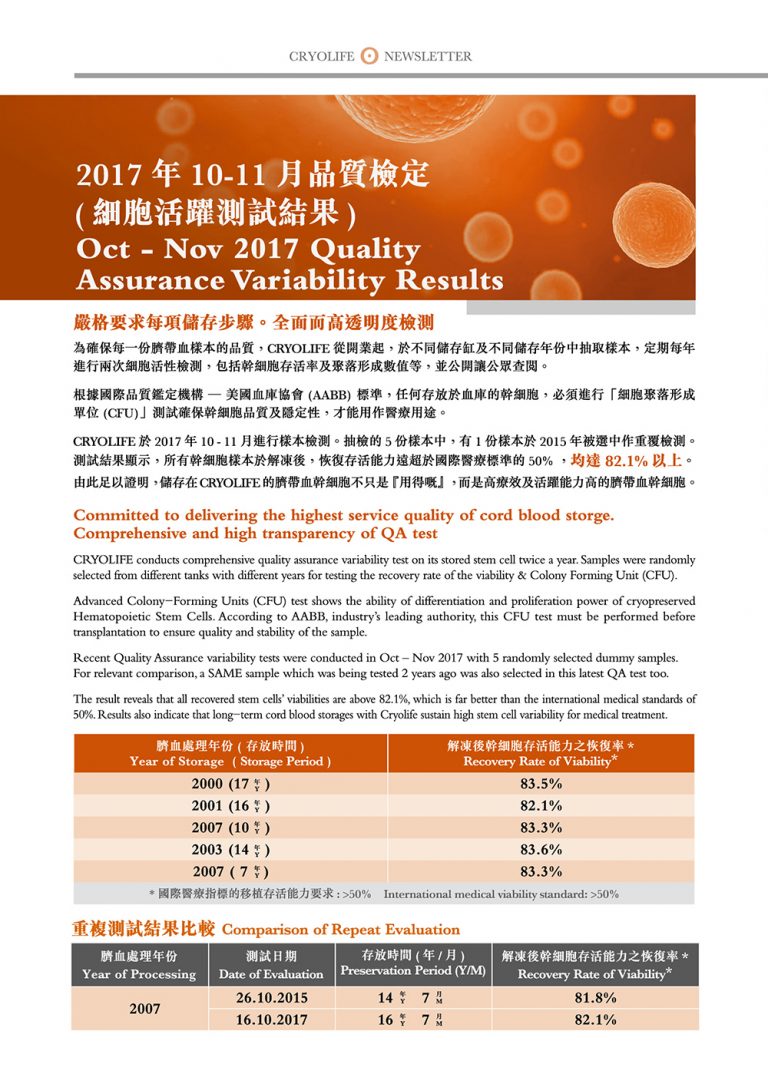 CRYOLIFE NEWSLETTER
2017 年 10-11 月品質檢定
( 細胞活躍測試結果 )
Oct - Nov 2017 Quality
Assurance Variability Results
嚴格要求每項儲存步驟。全面而高透明度檢測
為確保每一份臍帶血樣本的品質，CRYOLIFE 從開業起，於不同儲存缸及不同儲存年份中抽取樣本，定期每年
進行兩次細胞活性檢測，包括幹細胞存活率及聚落形成數值等，並公開讓公眾查閱。
根據國際品質鑑定機構 — 美國血庫協會 (AABB) 標準，任何存放於血庫的幹細胞，必須進行「細胞聚落形成
單位 (CFU)」測試確保幹細胞品質及隱定性，才能用作醫療用途。
CRYOLIFE 於 2017 年 10 - 11 月進行樣本檢測。抽檢的 5 份樣本中，有 1 份樣本於 2015 年被選中作重覆檢測。
測試結果顯示，所有幹細胞樣本於解凍後，恢復存活能力遠超於國際醫療標準的 50% ，均達 82.1% 以上。
由此足以證明，儲存在 CRYOLIFE 的臍帶血幹細胞不只是『用得嘅』，而是高療效及活躍能力高的臍帶血幹細胞。
Committed to delivering the highest service quality of cord blood storge.
Comprehensive and high transparency of QA test
CRYOLIFE conducts comprehensive quality assurance variability test on its stored stem cell twice a year. Samples were randomly
selected from different tanks with different years for testing the recovery rate of the viability & Colony Forming Unit (CFU).
Advanced Colony-Forming Units (CFU) test shows the ability of differentiation and proliferation power of cryopreserved
Hematopoietic Stem Cells. According to AABB, industry's leading authority, this CFU test must be performed before
transplantation to ensure quality and stability of the sample.
Recent Quality Assurance variability tests were conducted in Oct – Nov 2017 with 5 randomly selected dummy samples.
For relevant comparison, a SAME sample which was being tested 2 years ago was also selected in this latest QA test too.
The result reveals that all recovered stem cells' viabilities are above 82.1%, which is far better than the international medical standards of
50%. Results also indicate that long-term cord blood storages with Cryolife sustain high stem cell variability for medical treatment.
臍血處理年份 ( 存放時間 ) 解凍後幹細胞存活能力之恢復率 *
Year of Storage ( Storage Period ) Recovery Rate of Viability*
2000 (17 年 Y ) 83.5%
2001 (16 年 Y ) 82.1%
2007 (10 年 Y ) 83.3%
2003 (14 年 Y ) 83.6%
2007 ( 7 年 Y ) 83.3%
* 國際醫療指標的移植存活能力要求 : >50% International medical viability standard: >50%
重複測試結果比較 Comparison of Repeat Evaluation
臍血處理年份 測試日期 存放時間 ( 年 / 月 ) 解凍後幹細胞存活能力之恢復率 *
Year of Processing Date of Evaluation Preservation Period (Y/M) Recovery Rate of Viability*
2007 26.10.2015 14 年 Y 7 月 M 81.8%
16.10.2017 16 年 Y 7 月 M 82.1%